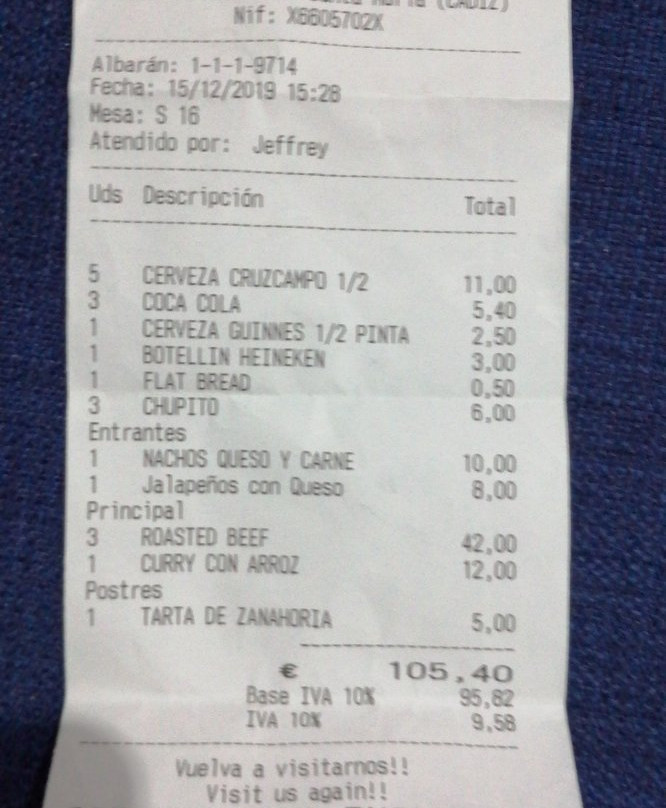 (CADIZ)
Nif: X6605702X
Albarán: 1-1-1-9714
Fecha: 15/12/2019 15:28
Mesa: S 16
Atendido por: Jeffrey
Uds Descripción Total
5 CERVEZA CRUZCAMPO 1/2 11,00
3 COCA COLA 5,40
1 CERVEZA GUINNES 1/2 PINTA 2,50
1 BOTELLIN HEINEKEN 3,00
1 FLAT BREAD 0,50
3 CHUPITO 6,00
Entrantes
1 NACHOS QUESO Y CARNE 10,00
1 Jalapeños con Queso 8,00
Principal
3 ROASTED BEEF 42,00
1 CURRY CON ARROZ 12,00
Postres
1 TARTA DE ZANAHORIA 5,00
€ 105,40
Base IVA 10% 95,82
IVA 10% 9,58
Vuelva a visitarnos!!
Visit us again!!